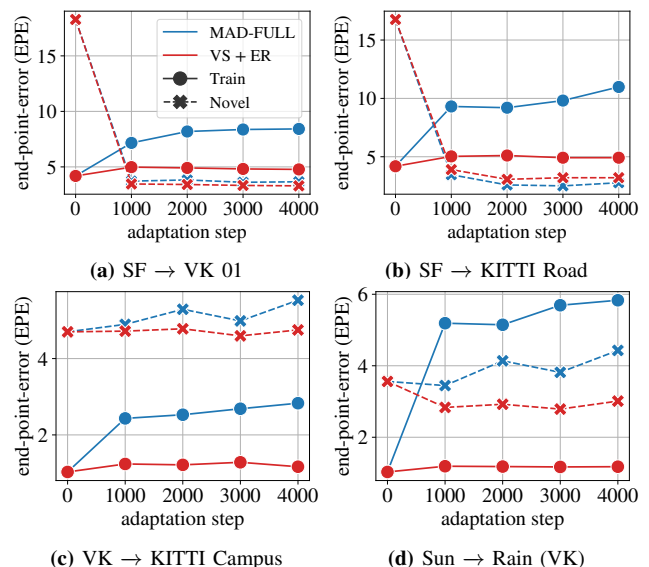 end-point-error (EPE)
15
10
5
0 1000 2000 3000 4000
adaptation step
MAD-FULL
VS + ER
Train
Novel
(a) SF → VK 01
end-point-error (EPE)
15
10
5
0 1000 2000 3000 4000
adaptation step
(b) SF → KITTI Road
end-point-error (EPE)
4
2
0 1000 2000 3000 4000
adaptation step
(c) VK → KITTI Campus
end-point-error (EPE)
6
4
2
0 1000 2000 3000 4000
adaptation step
(d) Sun → Rain (VK)